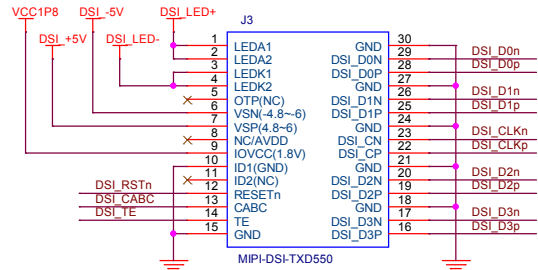 VCC1P8
DSI_-5V
DSI_LED+
DSI_+5V
DSI_LED-
J3
1 LEDA1 GND 30
2 LEDA2 DSI_D0N 29 DSI_D0n
3 LEDK1 DSI_D0P 28 DSI_D0p
4 LEDK2 GND 27
5 OTP(NC) DSI_D1N 26 DSI_D1n
6 VSN(-4.8~-6) DSI_D1P 25 DSI_D1p
7 VSP(4.8~6) GND 24
8 NC/AVDD DSI_CN 23 DSI_CLKn
9 IOVCC(1.8V) DSI_CP 22 DSI_CLKp
10 ID1(GND) GND 21
11 ID2(NC) DSI_D2N 20 DSI_D2n
DSI_RSTn 12 RESETn DSI_D2P 19 DSI_D2p
DSI_CABC 13 CABC GND 18
DSI_TE 14 TE DSI_D3N 17 DSI_D3n
15 GND DSI_D3P 16 DSI_D3p
MIPI-DSI-TXD550